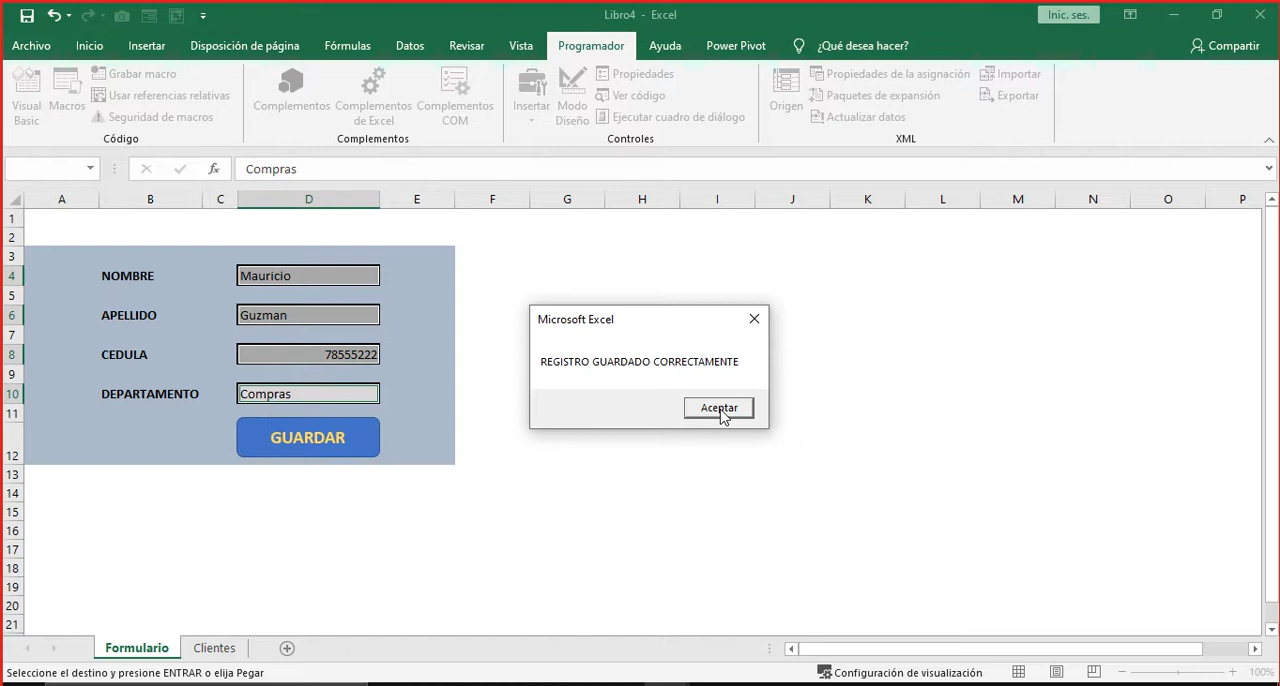 Libro4 - Excel
Inic. ses.
Archivo Inicio Insertar Disposición de página Fórmulas Datos Revisar Vista Programador Ayuda Power Pivot ¿Qué desea hacer? Compartir
Visual Basic
Macros
Grabar macro
Usar referencias relativas
Seguridad de macros
Código
Complementos
Complementos de Excel
Complementos COM
Complementos
Insertar
Modo Diseño
Propiedades
Ver código
Ejecutar cuadro de diálogo
Controles
Origen
Propiedades de la asignación
Paquetes de expansión
Actualizar datos
Importar
Exportar
XML
fx Compras
A B C D E F G H I J K L M N O P
1
2
3
4 NOMBRE Mauricio
5
6 APELLIDO Guzman
7
8 CEDULA 78555222
9
10 DEPARTAMENTO Compras
11
12 GUARDAR
13
14
15
16
17
18
19
20
21
Microsoft Excel
REGISTRO GUARDADO CORRECTAMENTE
Aceptar
Formulario Clientes
Seleccione el destino y presione ENTRAR o elija Pegar
Configuración de visualización
100%